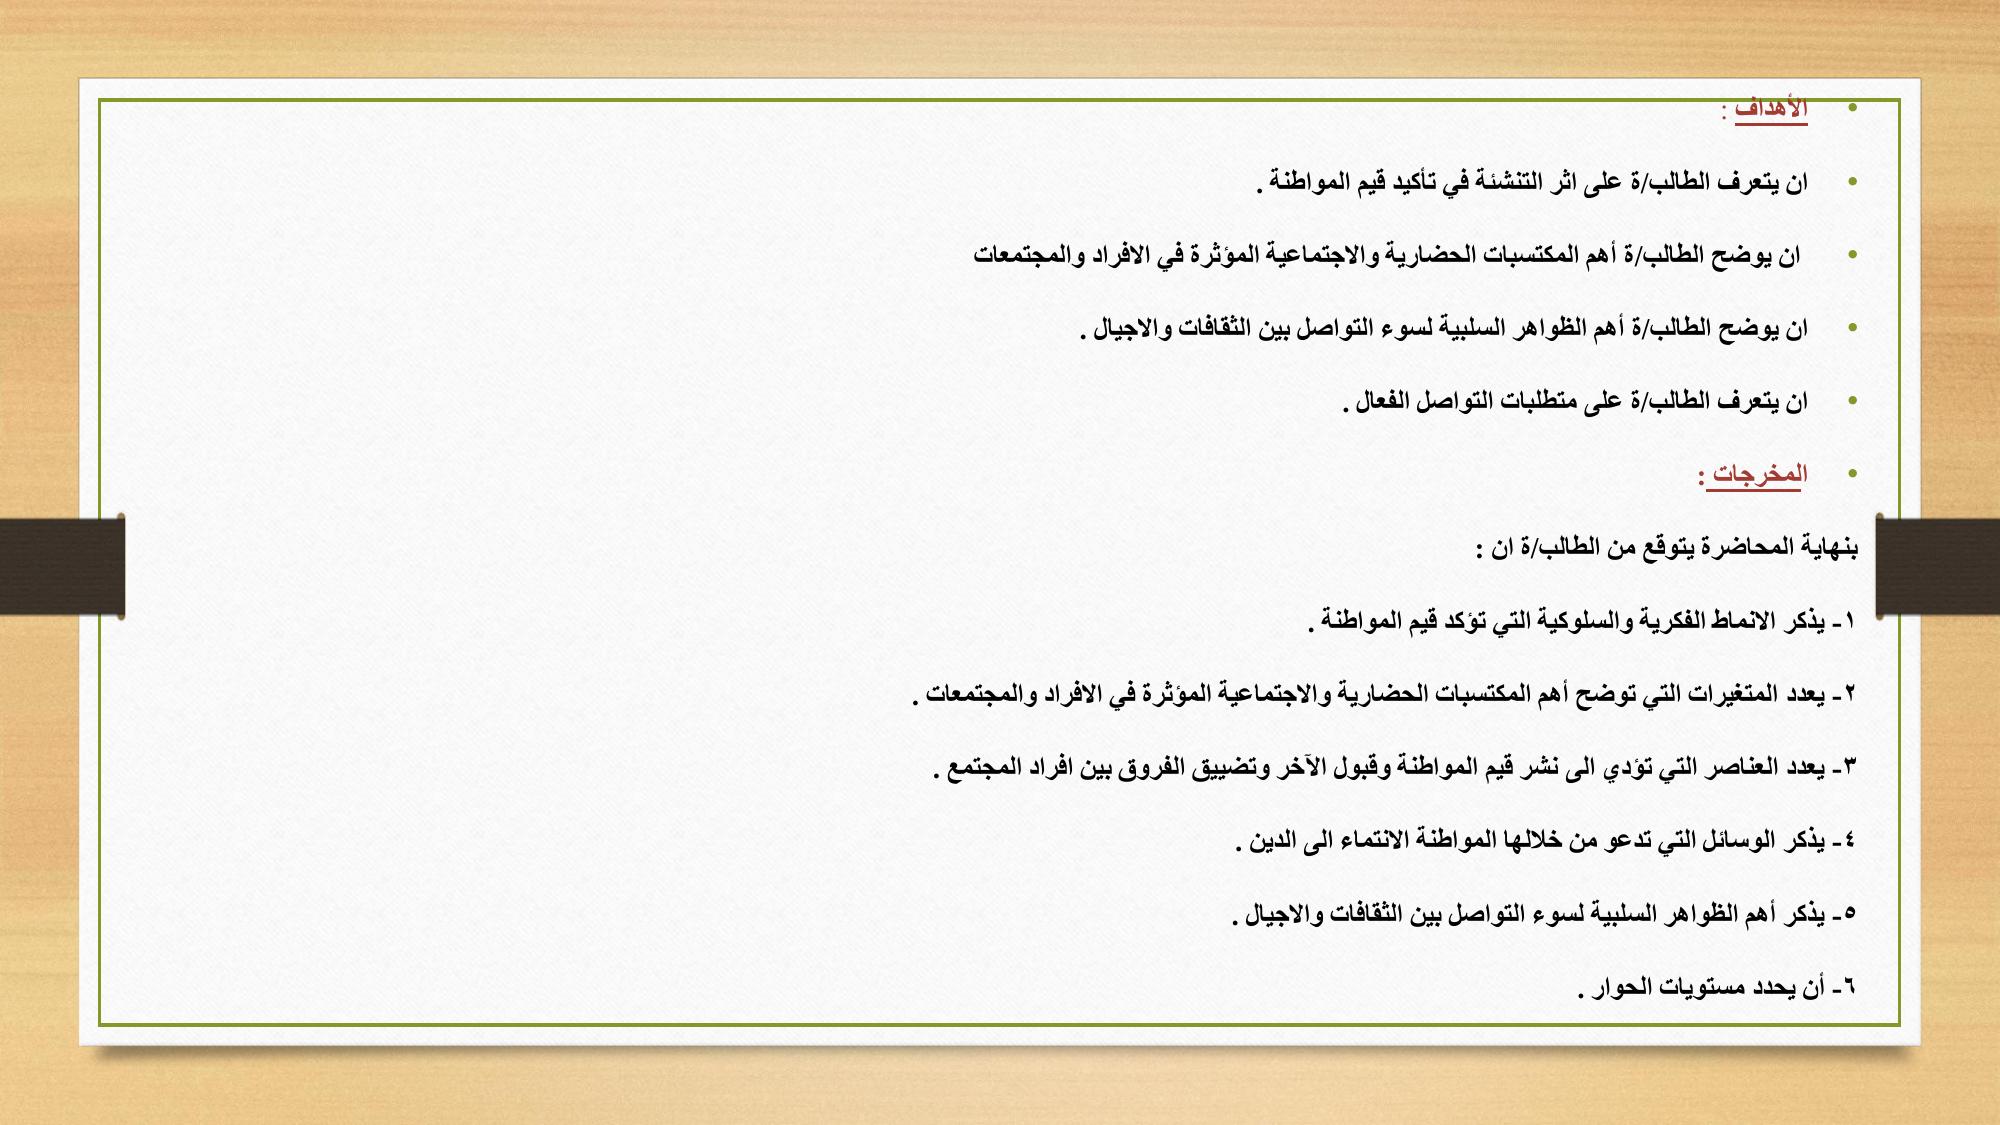 • الأهداف :
• ان يتعرف الطالب/ة على اثر التنشئة في تأكيد قيم المواطنة .
• ان يوضح الطالب/ة أهم المكتسبات الحضارية والاجتماعية المؤثرة في الافراد والمجتمعات
• ان يوضح الطالب/ة أهم الظواهر السلبية لسوء التواصل بين الثقافات والاجيال .
• ان يتعرف الطالب/ة على متطلبات التواصل الفعال .
• المخرجات :
بنهاية المحاضرة يتوقع من الطالب/ة ان :
١- يذكر الانماط الفكرية والسلوكية التي تؤكد قيم المواطنة .
٢- يعدد المتغيرات التي توضح أهم المكتسبات الحضارية والاجتماعية المؤثرة في الافراد والمجتمعات .
٣- يعدد العناصر التي تؤدي الى نشر قيم المواطنة وقبول الآخر وتضييق الفروق بين افراد المجتمع .
٤- يذكر الوسائل التي تدعو من خلالها المواطنة الانتماء الى الدين .
٥- يذكر أهم الظواهر السلبية لسوء التواصل بين الثقافات والاجيال .
٦- أن يحدد مستويات الحوار .